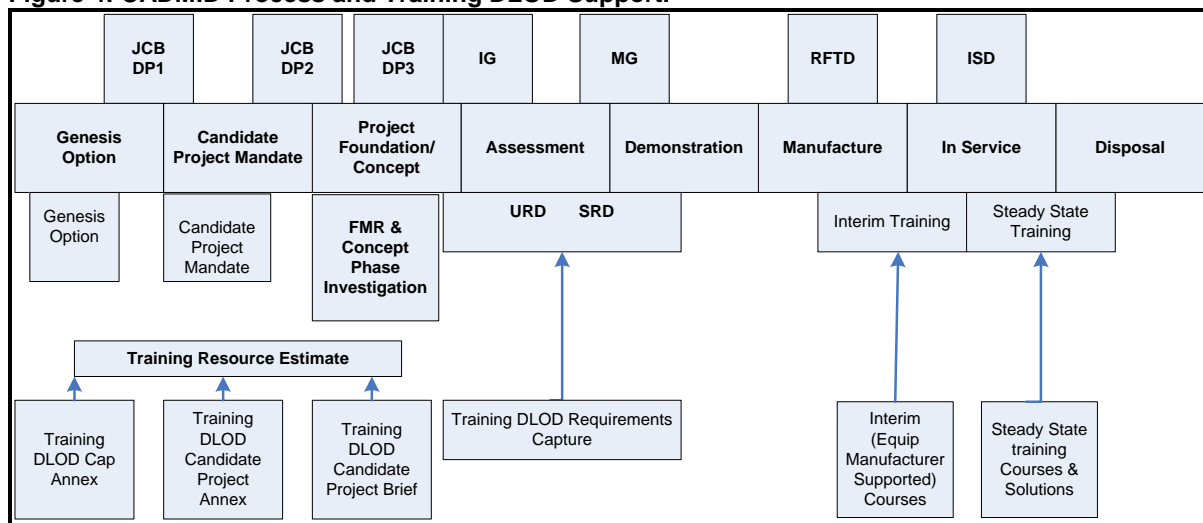 Figure 4: CADMID Process and Training DLOD Support.
JCB
DP1
JCB
DP2
JCB
DP3
IG
MG
RFTD
ISD
Genesis
Option
Candidate
Project Mandate
Project
Foundation/
Concept
Assessment
Demonstration
Manufacture
In Service
Disposal
Genesis
Option
Candidate
Project
Mandate
FMR &
Concept
Phase
Investigation
URD SRD
Interim Training
Steady State
Training
Training Resource Estimate
Training
DLOD Cap
Annex
Training
DLOD
Candidate
Project
Annex
Training
DLOD
Candidate
Project Brief
Training DLOD Requirements
Capture
Interim
(Equip
Manufacturer
Supported)
Courses
Steady State
training
Courses &
Solutions